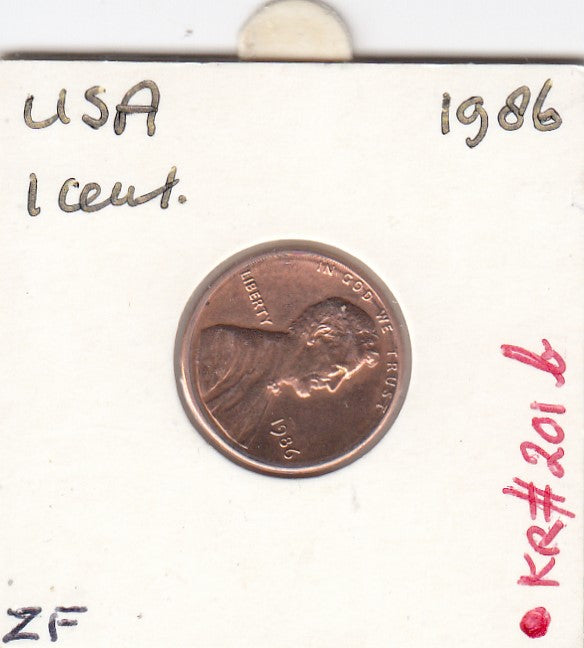 USA 1986
1 cent.
IN GOD WE TRUST
LIBERTY
1986
KR#201b
ZF